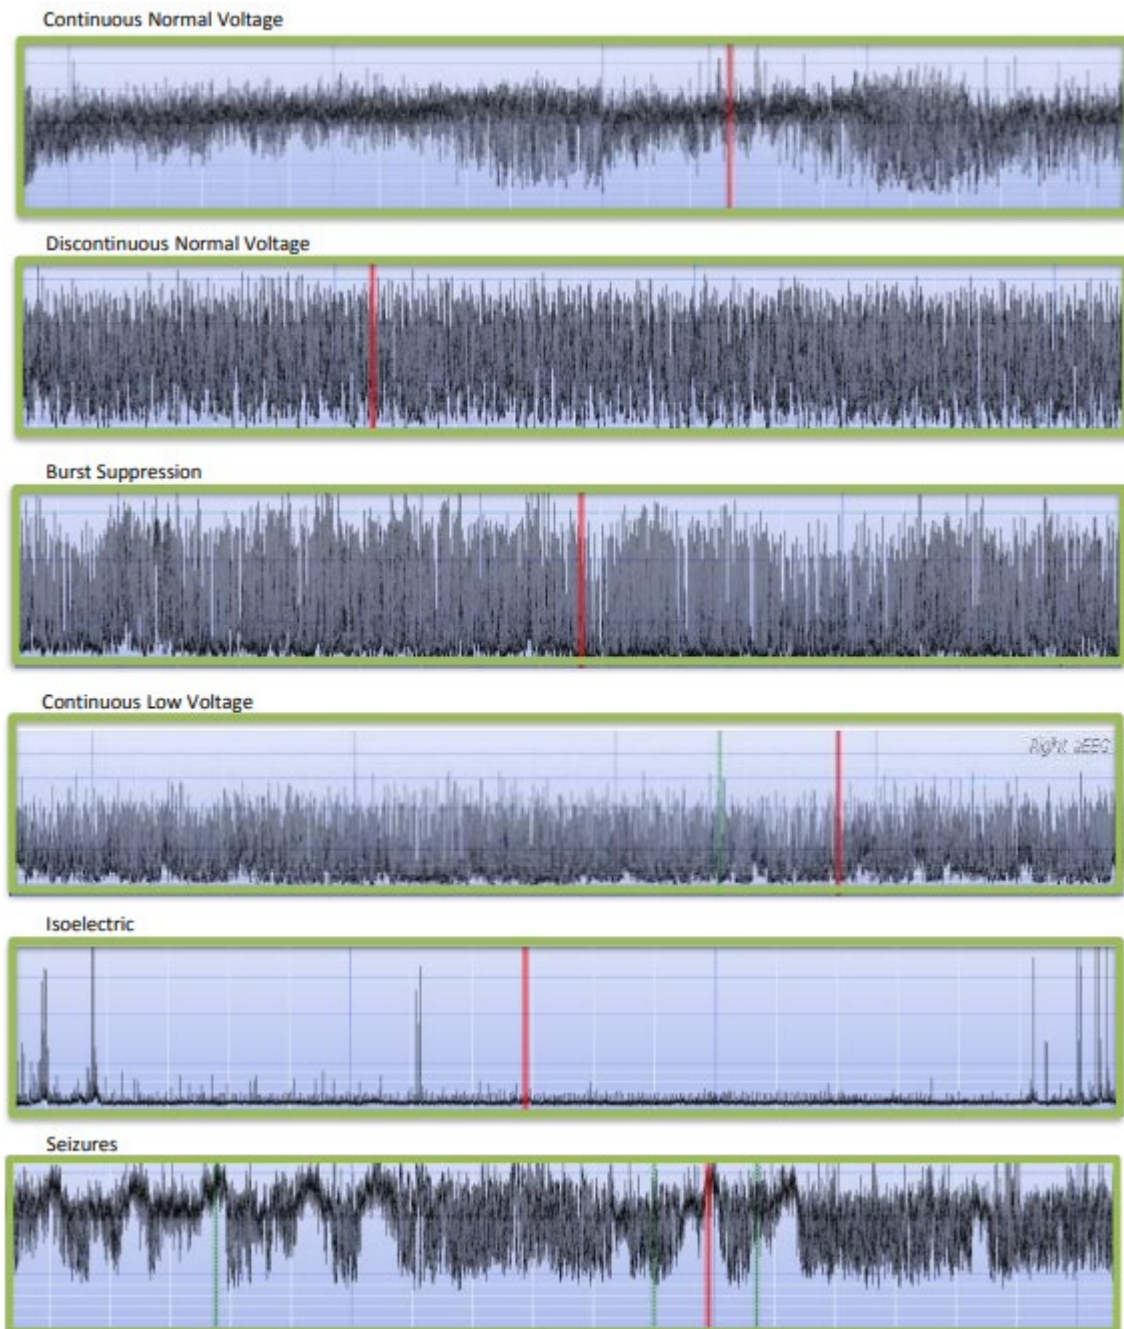 Continuous Normal Voltage
Discontinuous Normal Voltage
Burst Suppression
Continuous Low Voltage
Right aEEG
Isoelectric
Seizures